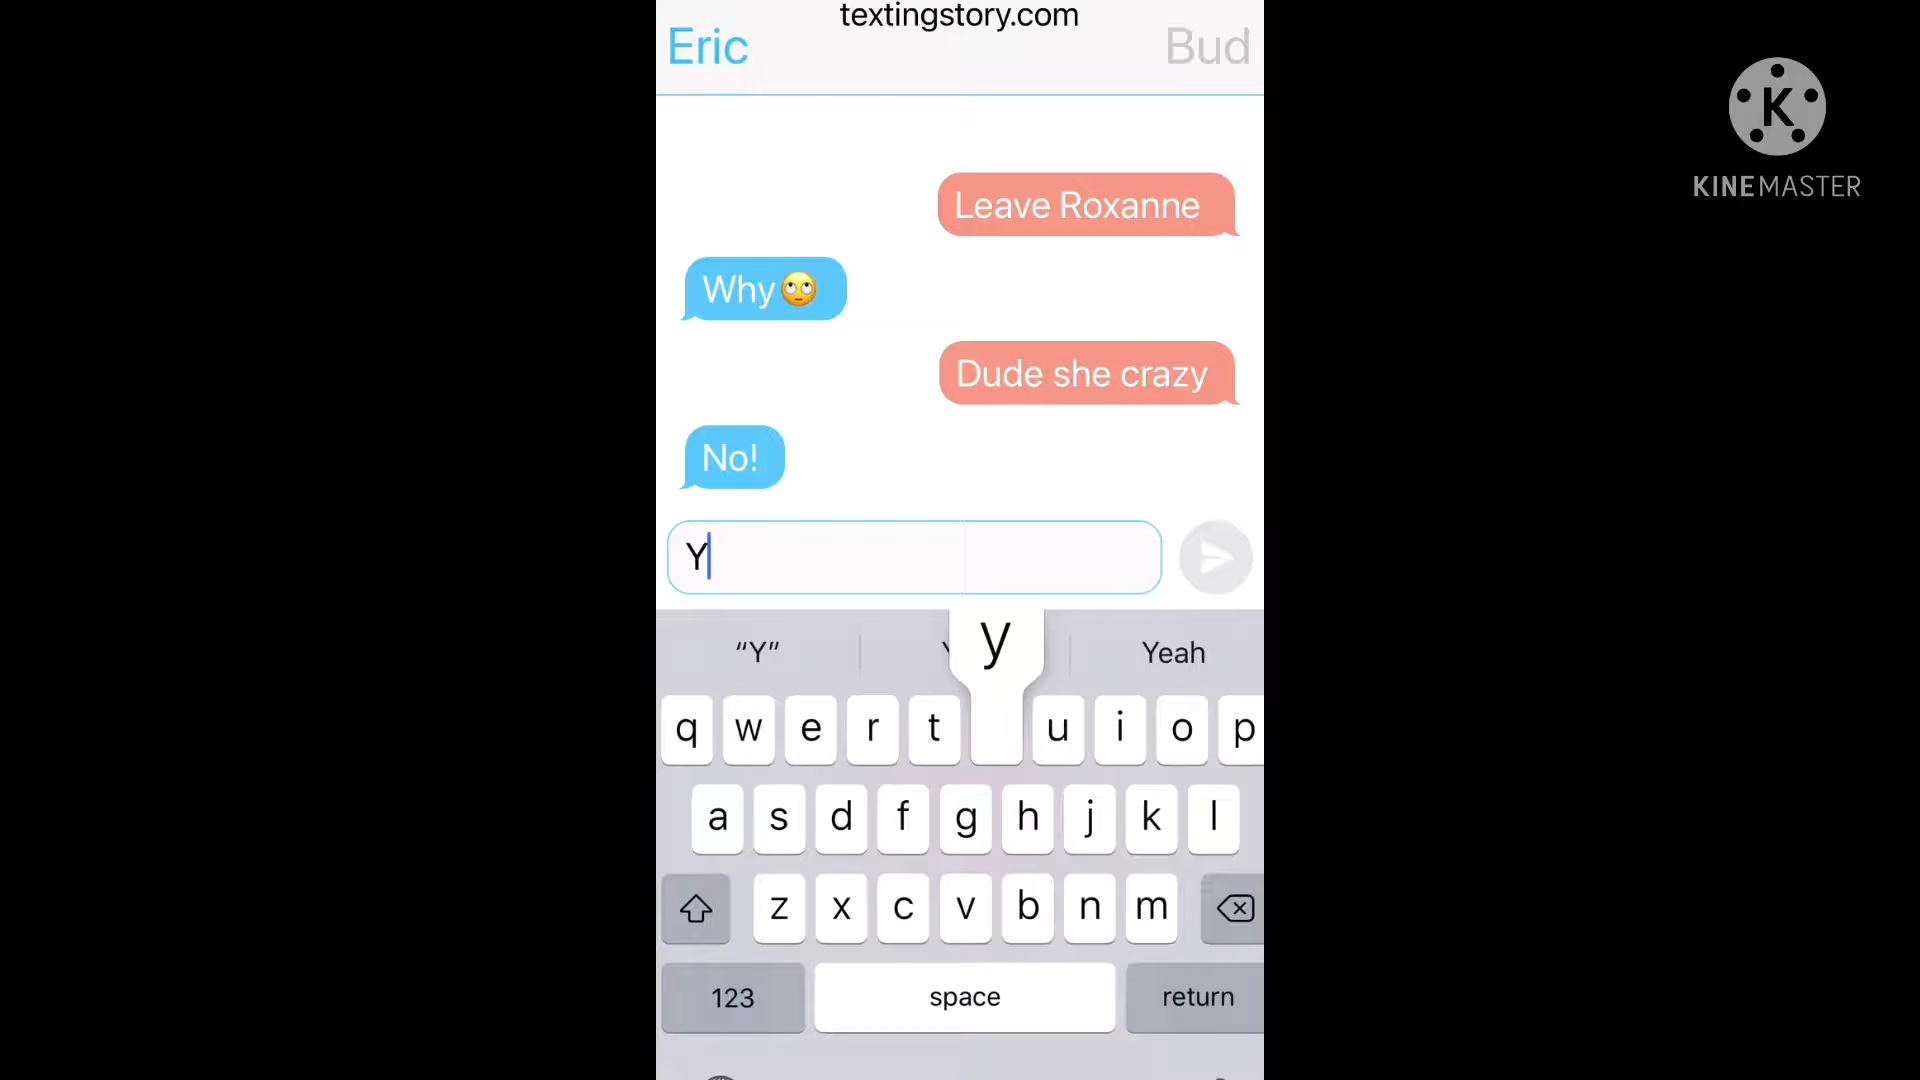 textingstory.com
Eric
Bud
Leave Roxanne
Why🙄
Dude she crazy
No!
Y
"Y"
Yeah
y
q w e r t u i o p
a s d f g h j k l
z x c v b n m
123
space
return
K
KINEMASTER